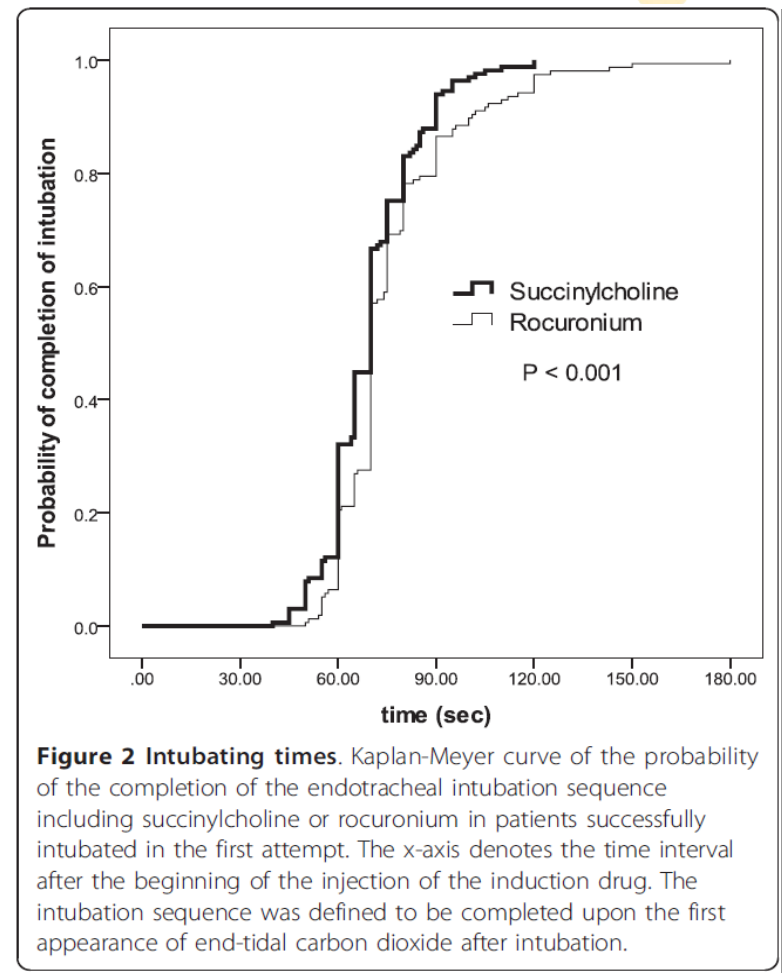 1.0
0.8
0.6
0.4
0.2
0.0
Probability of completion of intubation
Succinylcholine
Rocuronium
P < 0.001
.00 30.00 60.00 90.00 120.00 150.00 180.00
time (sec)
Figure 2 Intubating times. Kaplan-Meyer curve of the probability
of the completion of the endotracheal intubation sequence
including succinylcholine or rocuronium in patients successfully
intubated in the first attempt. The x-axis denotes the time interval
after the beginning of the injection of the induction drug. The
intubation sequence was defined to be completed upon the first
appearance of end-tidal carbon dioxide after intubation.